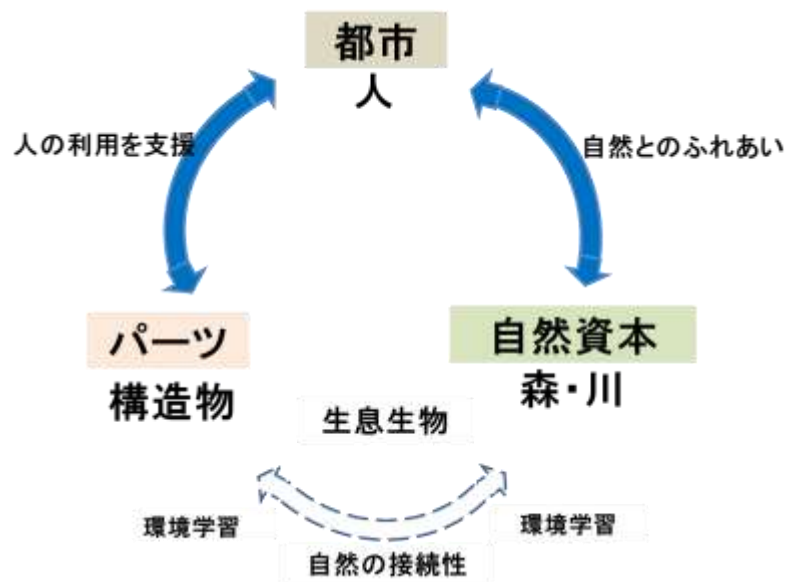 都市
人
人の利用を支援
自然とのふれあい
パーツ
構造物
自然資本
森・川
生息生物
環境学習
環境学習
自然の接続性